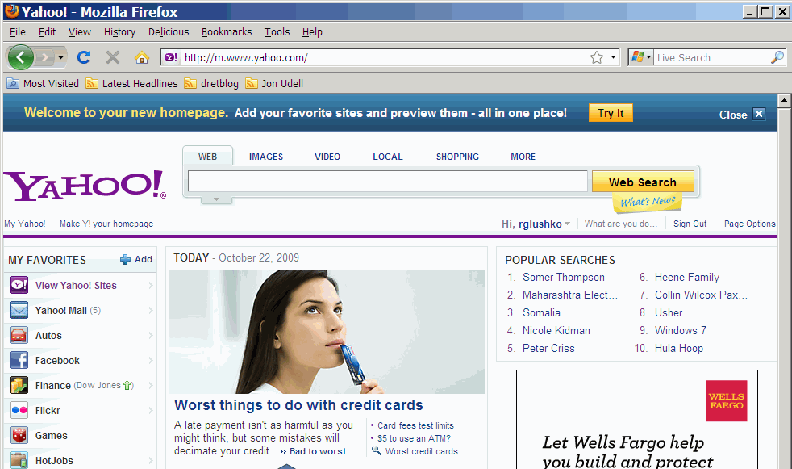 Yahoo! - Mozilla Firefox
File Edit View History Delicious Bookmarks Tools Help
http://m.www.yahoo.com/
Live Search
Most Visited Latest Headlines dretblog Jon Udell
Welcome to your new homepage. Add your favorite sites and preview them - all in one place! Try It Close
WEB IMAGES VIDEO LOCAL SHOPPING MORE
YAHOO!
Web Search
What's New?
My Yahoo! Make Y! your homepage
Hi, rglushko What are you do... Sign Out Page Options
MY FAVORITES Add
View Yahoo! Sites
Yahoo! Mail (5)
Autos
Facebook
Finance (Dow Jones)
Flickr
Games
HotJobs
TODAY - October 22, 2009
Worst things to do with credit cards
A late payment isn't as harmful as you
might think, but some mistakes will
decimate your credit. » Bad to worst
• Card fees test limits
• $5 to use an ATM?
Worst credit cards
POPULAR SEARCHES
1. Somer Thompson
2. Maharashtra Elect...
3. Somalia
4. Nicole Kidman
5. Peter Criss
6. Heene Family
7. Collin Wilcox Pax...
8. Usher
9. Windows 7
10. Hula Hoop
WELLS
FARGO
Let Wells Fargo help
you build and protect